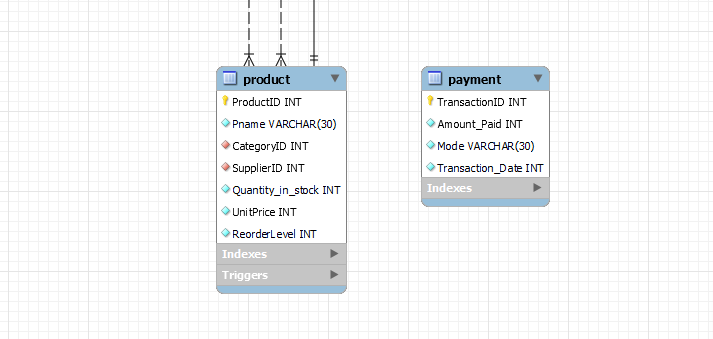 product
ProductID INT
Pname VARCHAR(30)
CategoryID INT
SupplierID INT
Quantity_in_stock INT
UnitPrice INT
ReorderLevel INT
Indexes
Triggers
payment
TransactionID INT
Amount_Paid INT
Mode VARCHAR(30)
Transaction_Date INT
Indexes